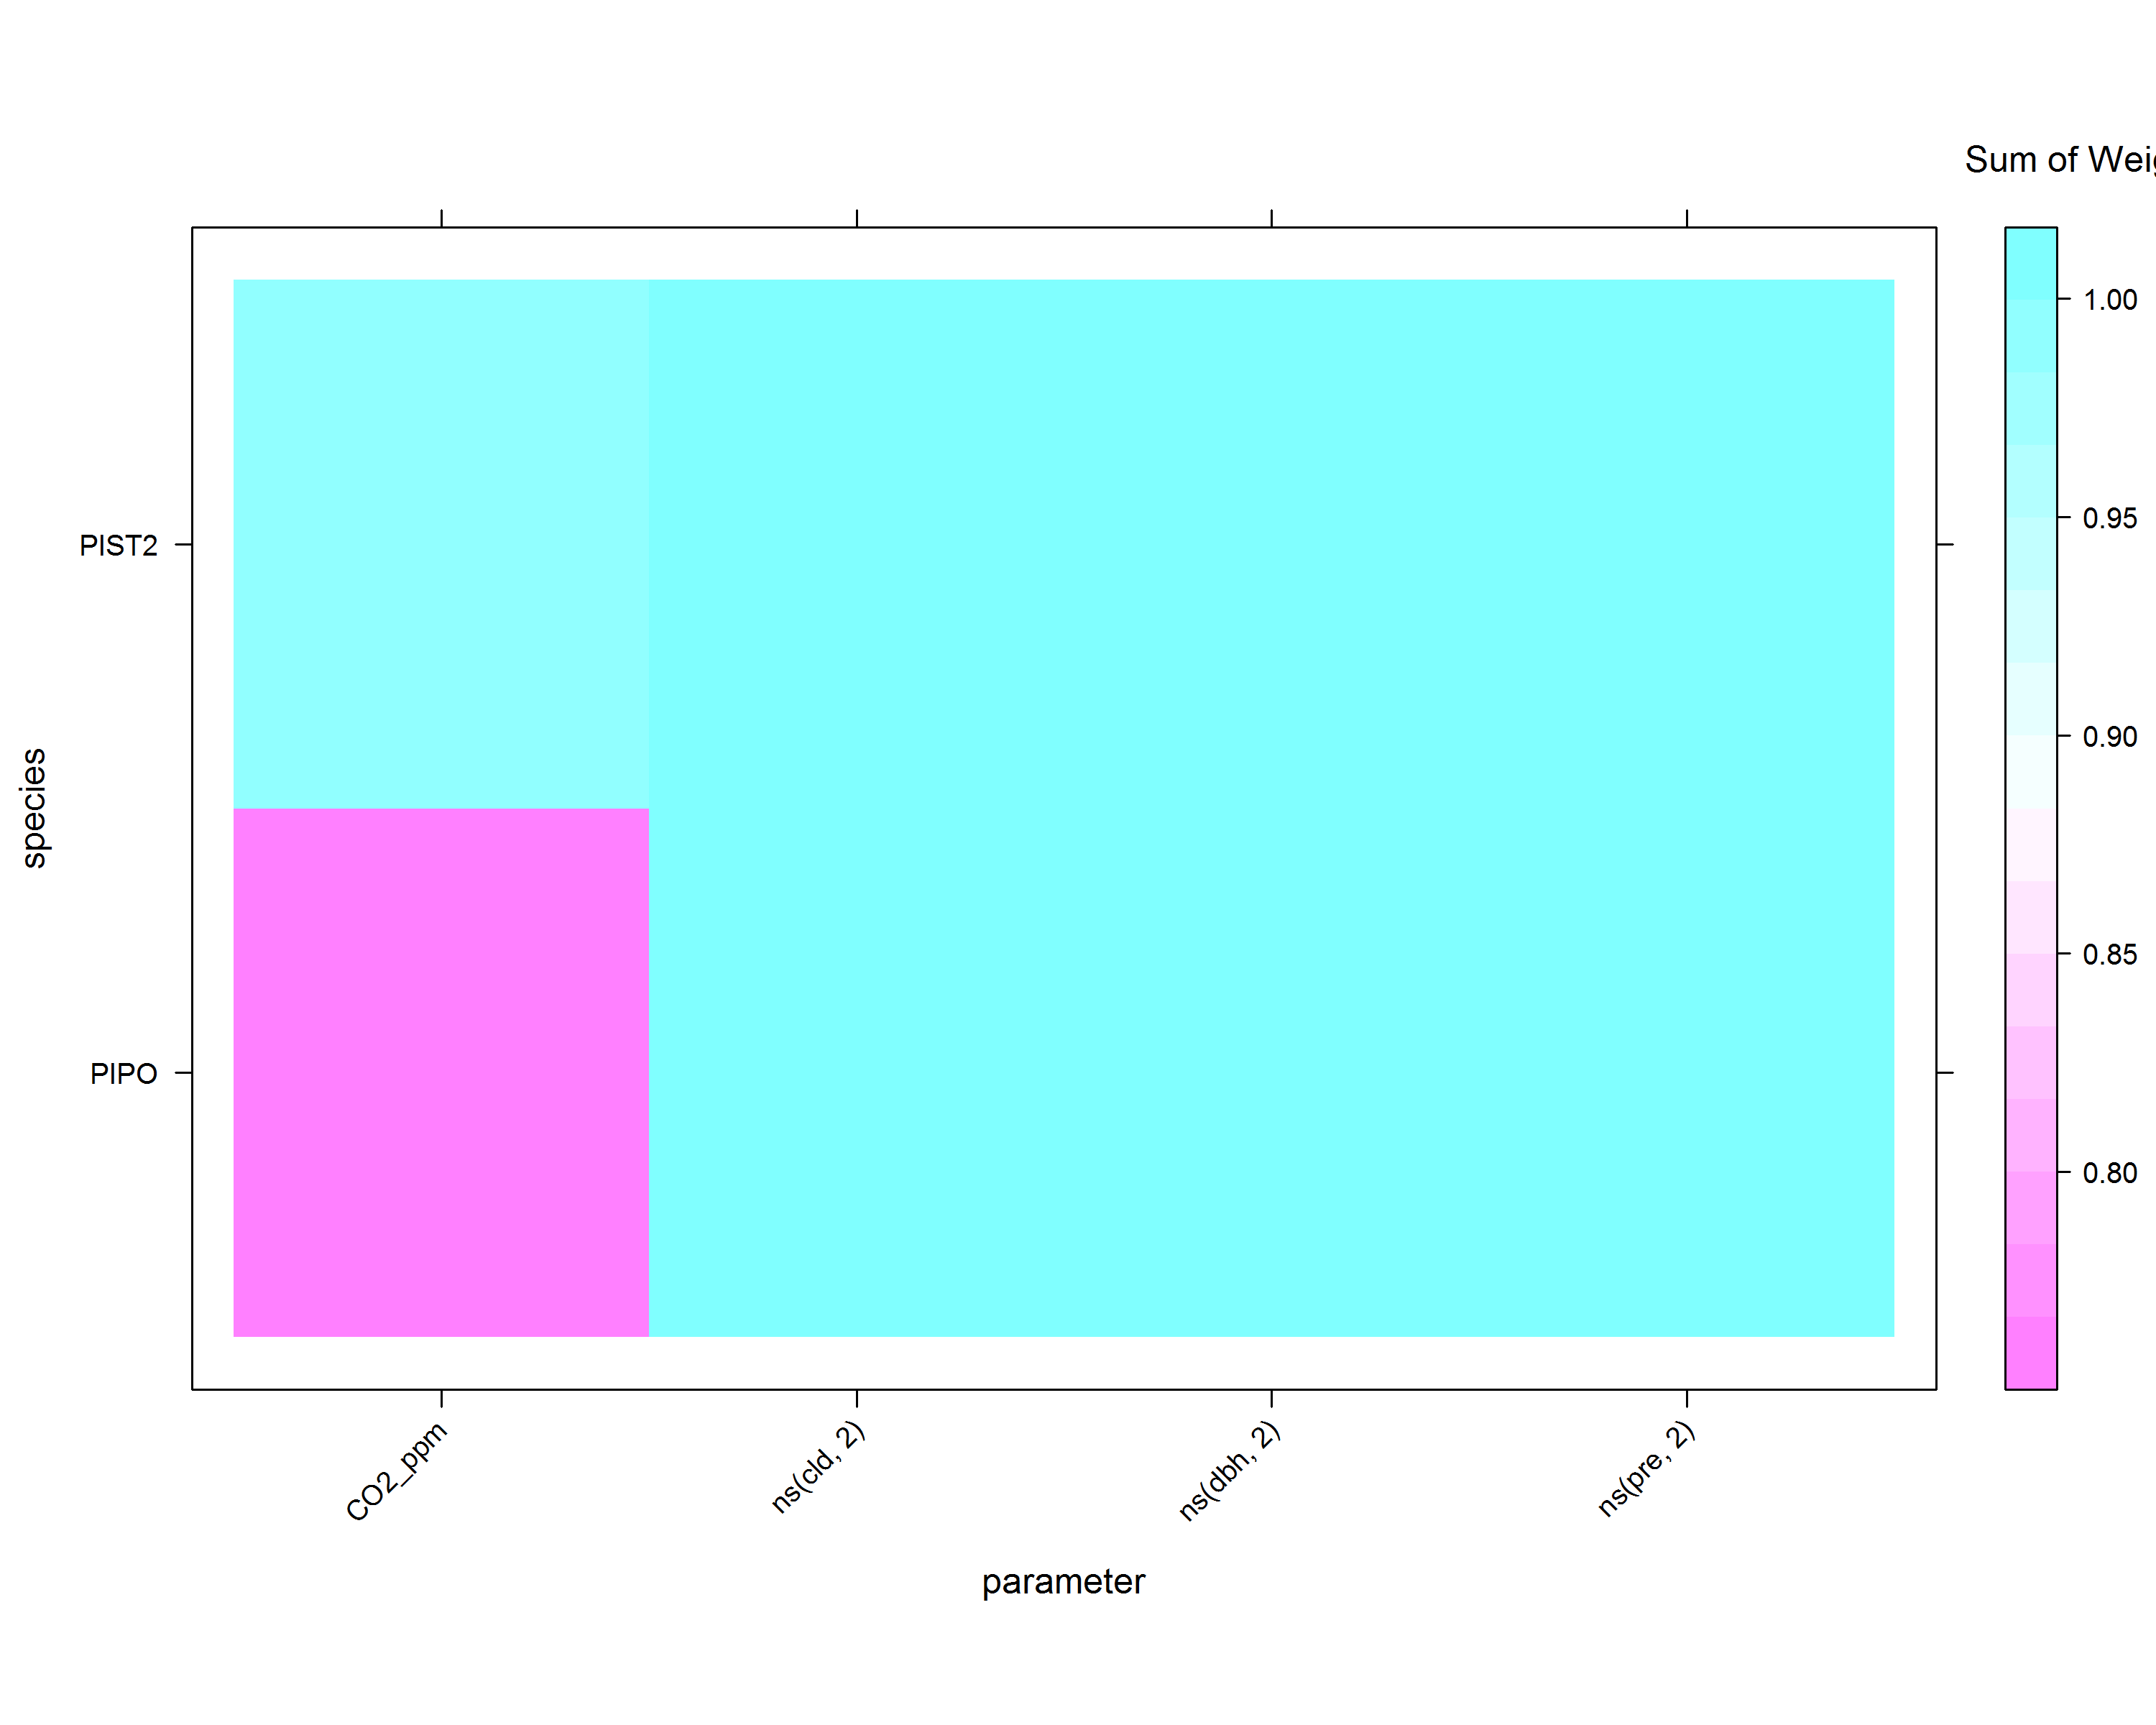 Sum of
1.00
0.95
0.90
0.85
0.80
PIST2
PIPO
species
CO2_ppm
ns(cld, 2)
ns(dbh, 2)
ns(pre, 2)
parameter